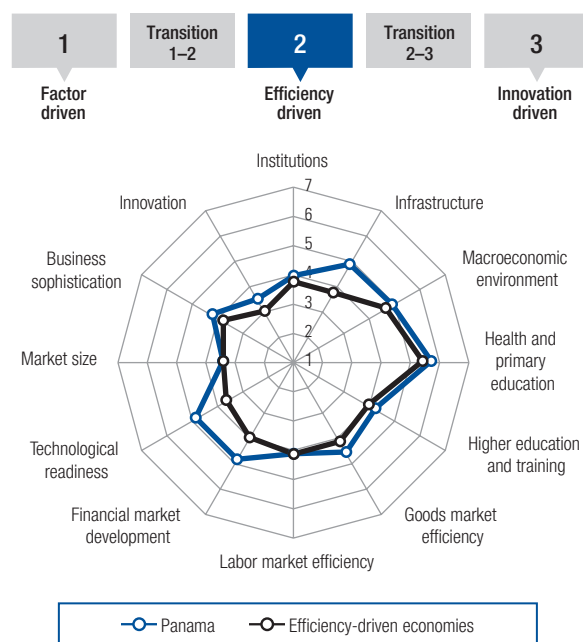 1
Transition
1–2
2
Transition
2–3
3
Factor
driven
Efficiency
driven
Innovation
driven
Institutions
7
6
5
4
3
2
1
Infrastructure
Macroeconomic
environment
Health and
primary
education
Higher education
and training
Goods market
efficiency
Labor market efficiency
Financial market
development
Technological
readiness
Market size
Business
sophistication
Innovation
Panama
Efficiency-driven economies